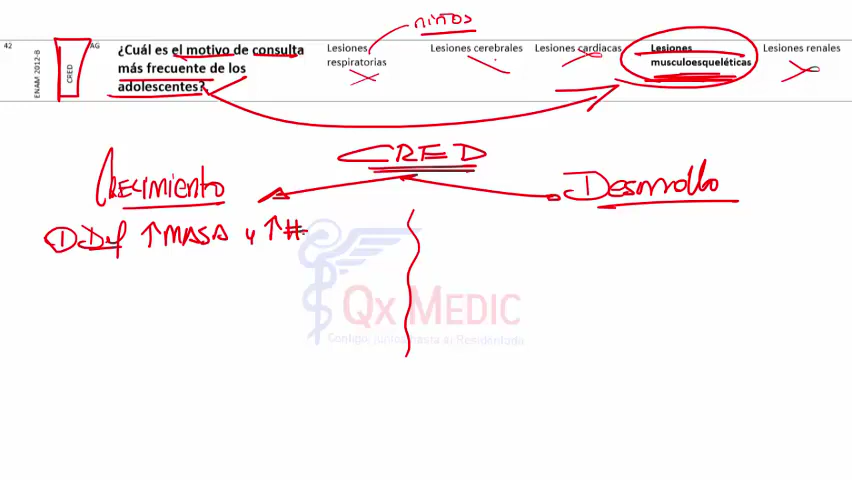 niños
42
ENAM 2012-B
CRED
AG
¿Cuál es el motivo de consulta
más frecuente de los
adolescentes?
Lesiones
respiratorias
Lesiones cerebrales
Lesiones cardiacas
Lesiones
musculoesqueléticas
Lesiones renales
CRED
Crecimiento
Desarrollo
① Def ↑MASA y ↑#
Qx MEDIC
Contigo, juntos hasta el Residentado